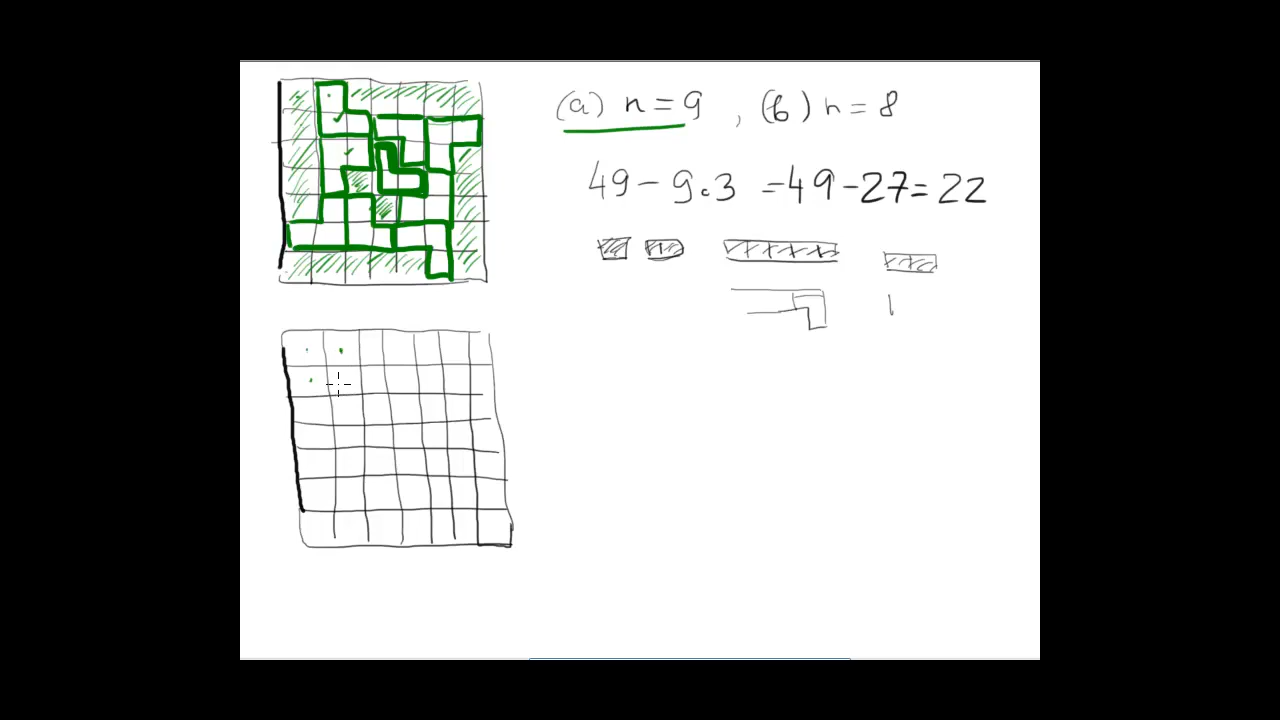 (a) n = 9 , (b) n = 8
49 - 9.3 = 49 - 27 = 22